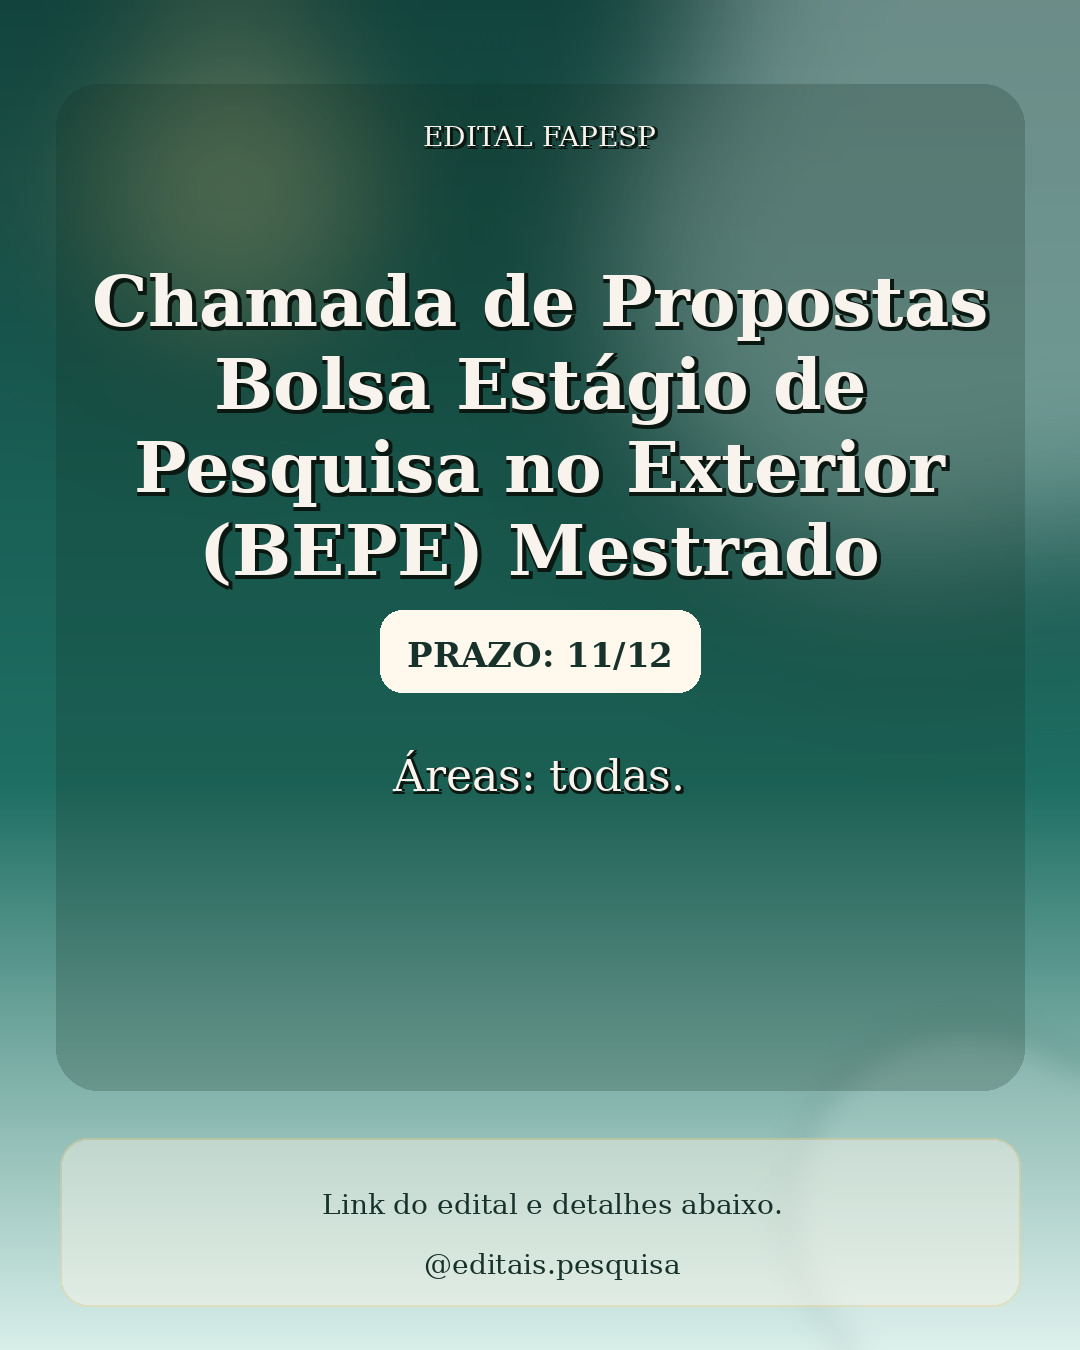 EDITAL FAPESP
Chamada de Propostas
Bolsa Estágio de
Pesquisa no Exterior
(BEPE) Mestrado
PRAZO: 11/12
Áreas: todas.
Link do edital e detalhes abaixo.
@editais.pesquisa